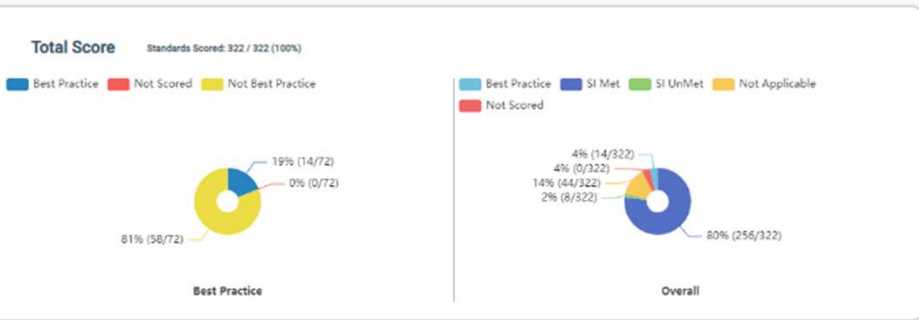 Total Score
Standards Scored: 322 / 322 (100%)
Best Practice
Not Scored
Not Best Practice
19% (14/72)
0% (0/72)
81% (58/72)
Best Practice
Best Practice
SI Met
SI UnMet
Not Applicable
Not Scored
4% (14/322)
4% (0/322)
14% (44/322)
2% (8/322)
80% (256/322)
Overall